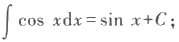 ∫ cos xdx = sin x + C;